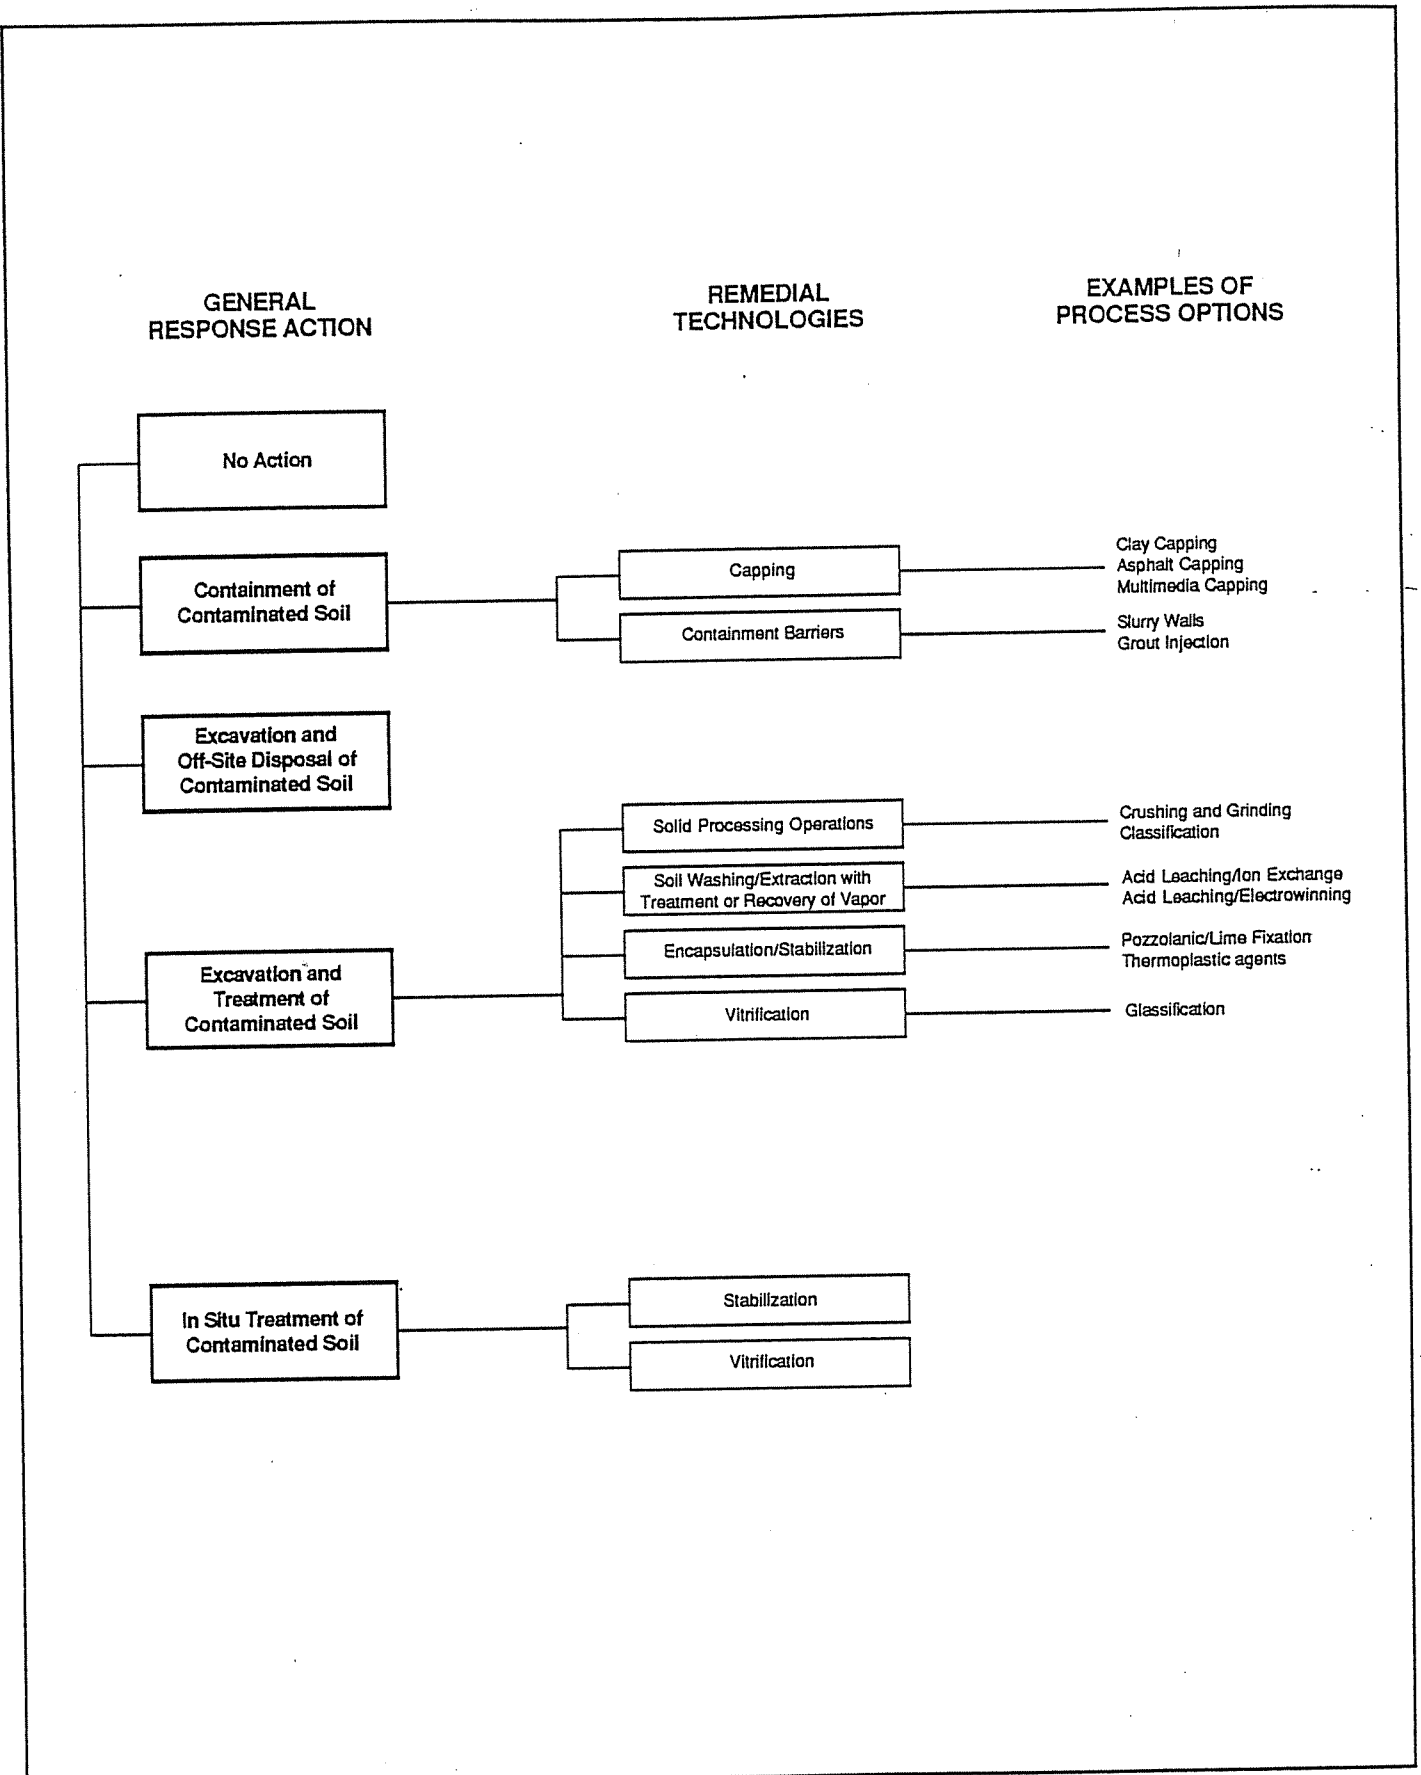 GENERAL
RESPONSE ACTION
REMEDIAL
TECHNOLOGIES
EXAMPLES OF
PROCESS OPTIONS
No Action
Containment of
Contaminated Soil
Capping
Clay Capping
Asphalt Capping
Multimedia Capping
Containment Barriers
Slurry Walls
Grout Injection
Excavation and
Off-Site Disposal of
Contaminated Soil
Excavation and
Treatment of
Contaminated Soil
Solid Processing Operations
Crushing and Grinding
Classification
Soil Washing/Extraction with
Treatment or Recovery of Vapor
Acid Leaching/Ion Exchange
Acid Leaching/Electrowinning
Encapsulation/Stabilization
Pozzolanic/Lime Fixation
Thermoplastic agents
Vitrification
Glassification
In Situ Treatment of
Contaminated Soil
Stabilization
Vitrification